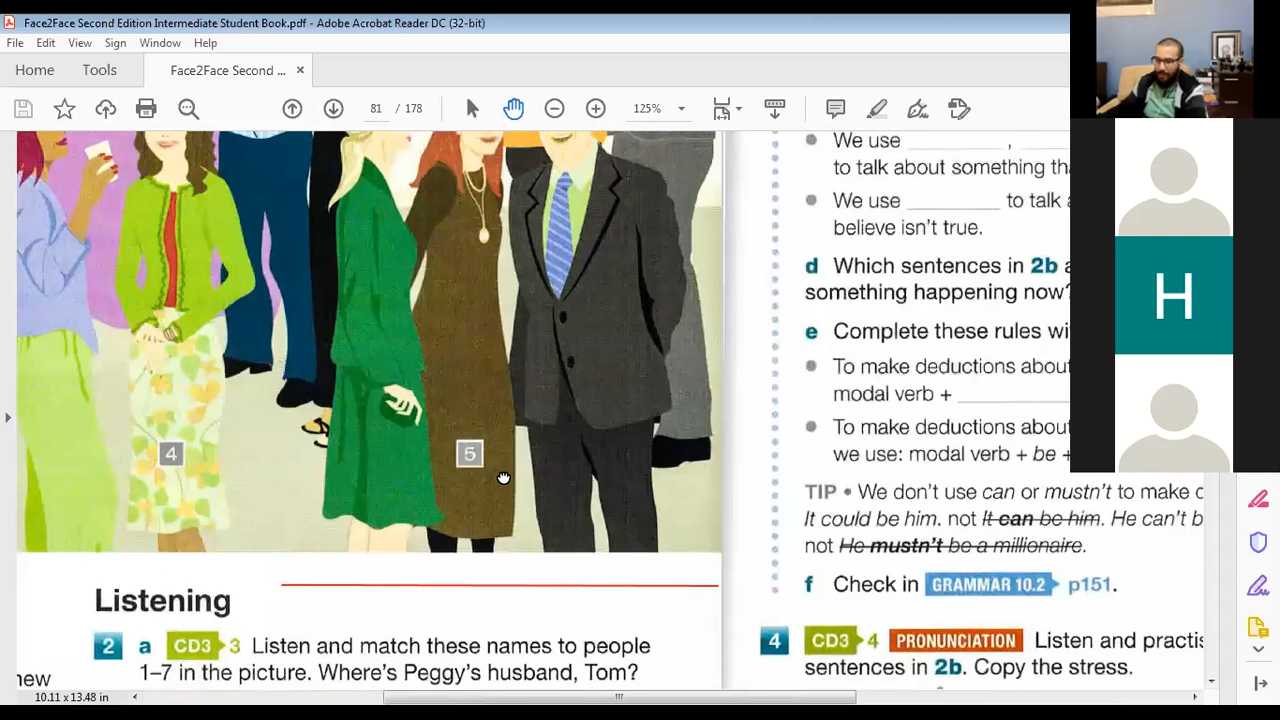 Face2Face Second Edition Intermediate Student Book.pdf - Adobe Acrobat Reader DC (32-bit)
File Edit View Sign Window Help
Home Tools Face2Face Second ... ×
81 / 178 125%
We use ________ ,
to talk about something tha
We use ________ to talk a
believe isn't true.
d Which sentences in 2b a
something happening now?
e Complete these rules wi
To make deductions about
modal verb + ________
To make deductions about
we use: modal verb + be +
TIP • We don't use can or mustn't to make c
It could be him. not It can be him. He can't b
not He mustn't be a millionaire.
f Check in GRAMMAR 10.2 p151.
4 CD3 4 PRONUNCIATION Listen and practis
sentences in 2b. Copy the stress.
4
5
Listening
2 a CD3 3 Listen and match these names to people
1–7 in the picture. Where's Peggy's husband, Tom?
new
10.11 x 13.48 in
H